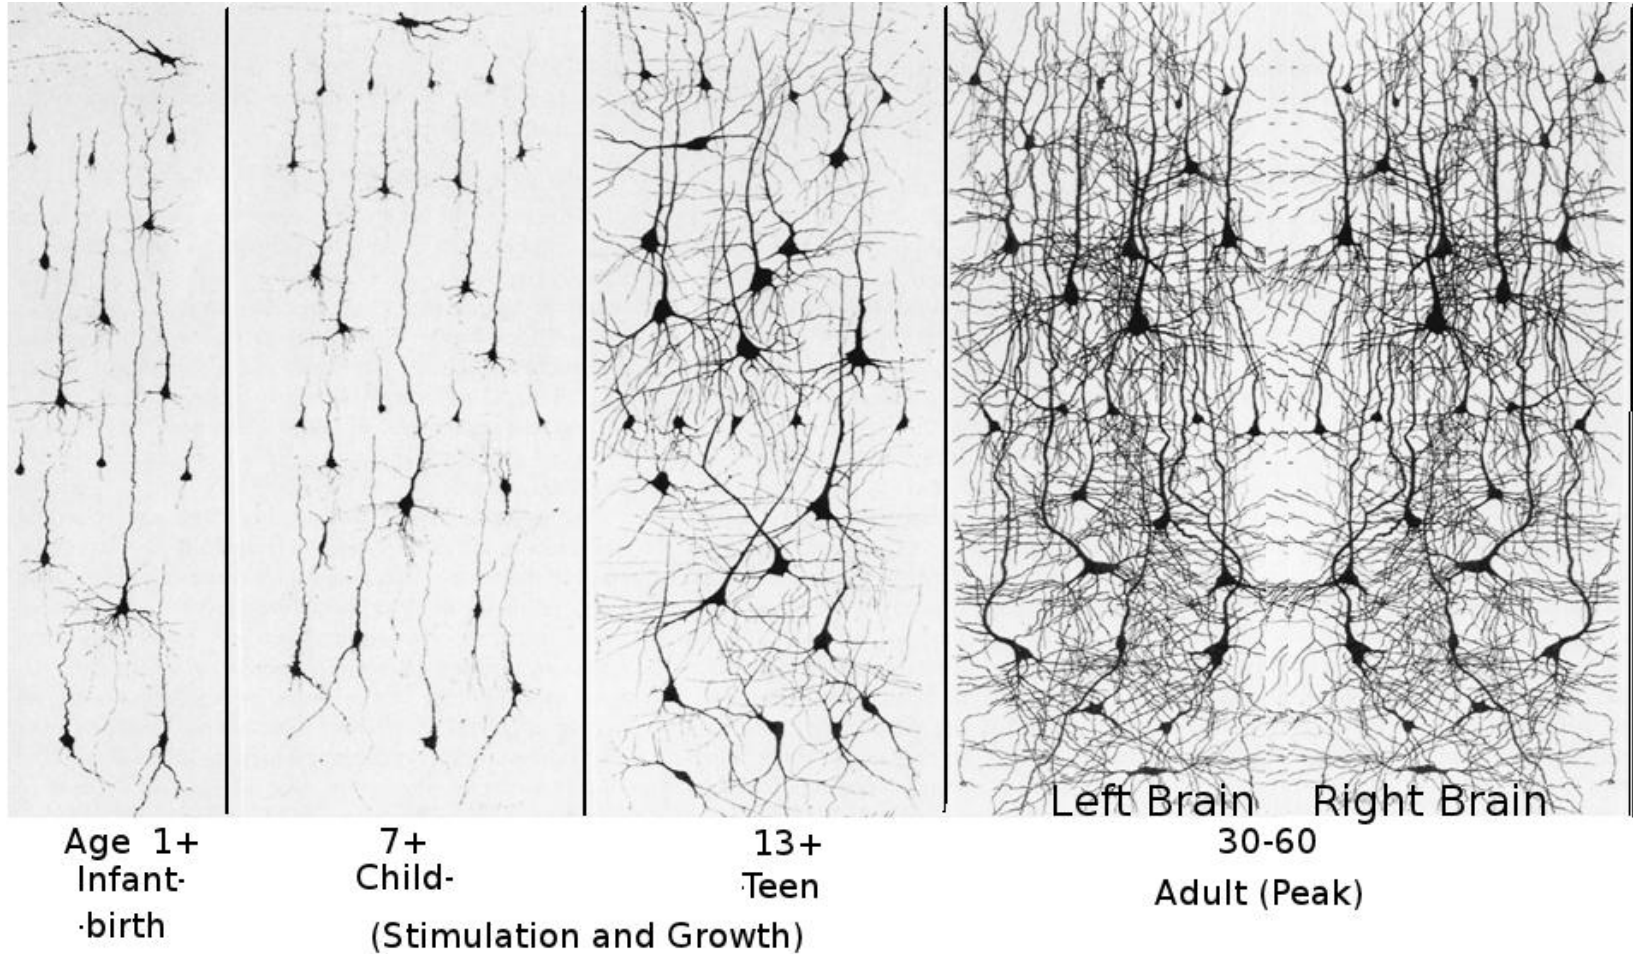 Left Brain Right Brain
Age 1+
Infant-
·birth
7+
Child-
13+
·Teen
(Stimulation and Growth)
30-60
Adult (Peak)